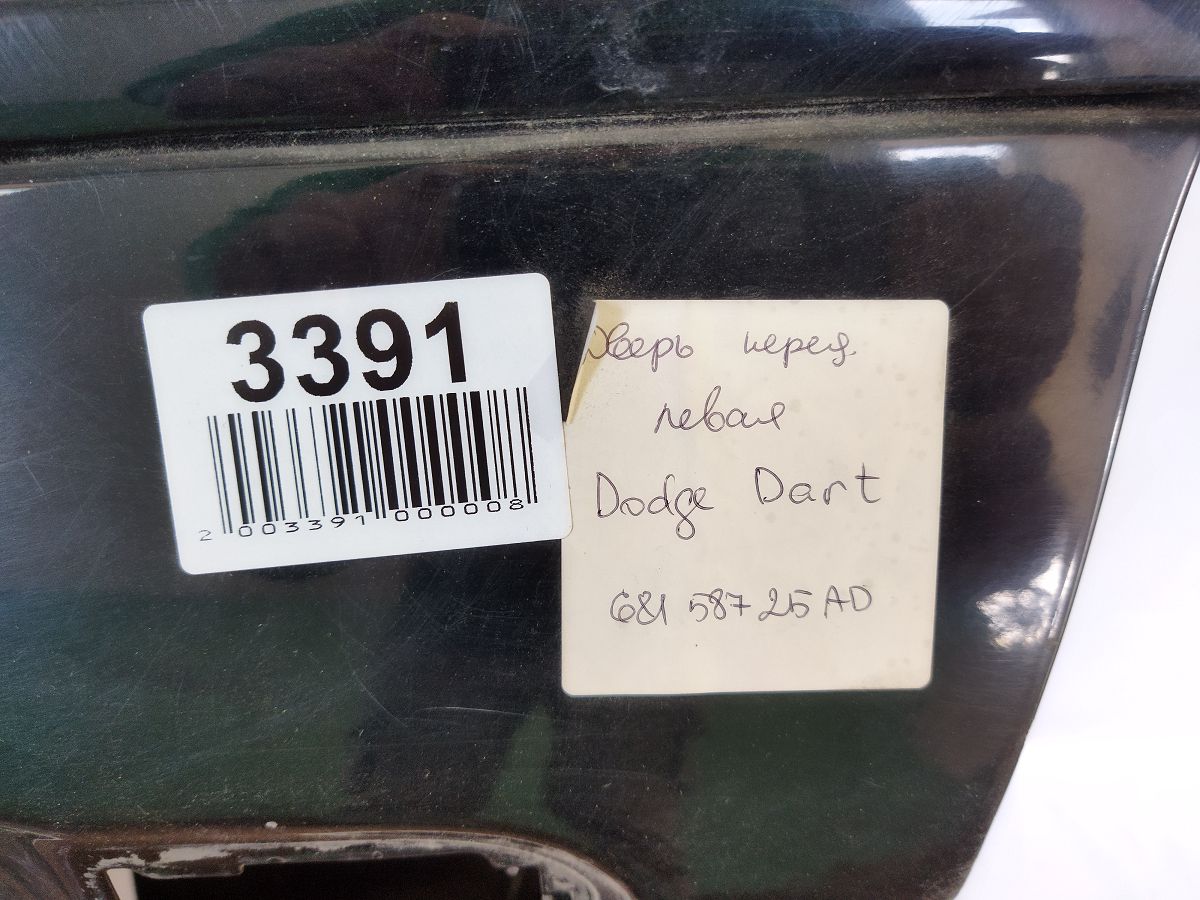 3391
2 003391 000008
Дверь перед.
левая
Dodge Dart
681 587 25 AD